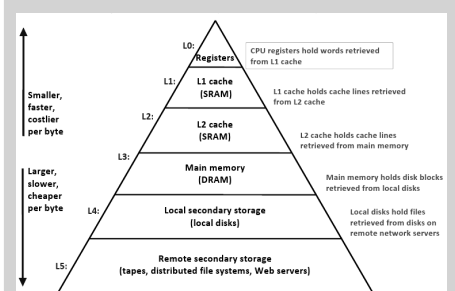 L0:
Registers
CPU registers hold words retrieved
from L1 cache
L1:
L1 cache
(SRAM)
L1 cache holds cache lines retrieved
from L2 cache
Smaller,
faster,
costlier
per byte
L2:
L2 cache
(SRAM)
L2 cache holds cache lines
retrieved from main memory
L3:
Main memory
(DRAM)
Main memory holds disk blocks
retrieved from local disks
Larger,
slower,
cheaper
per byte
L4:
Local secondary storage
(local disks)
Local disks hold files
retrieved from disks on
remote network servers
L5:
Remote secondary storage
(tapes, distributed file systems, Web servers)